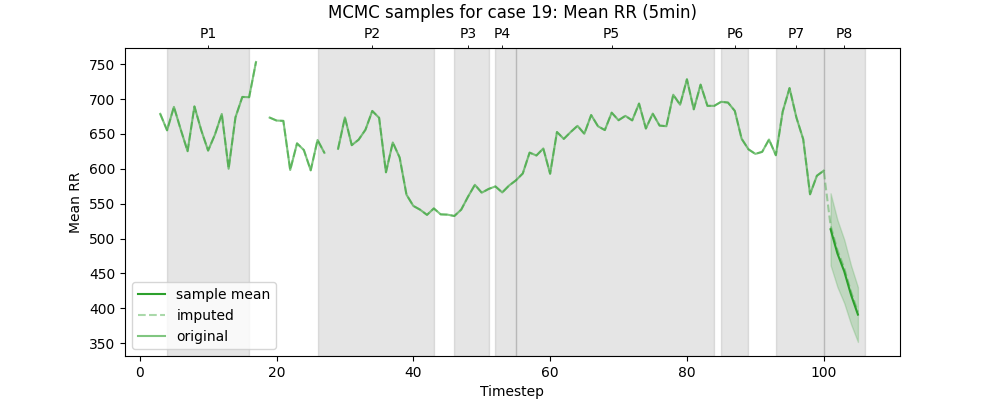 MCMC samples for case 19: Mean RR (5min)
P1 P2 P3 P4 P5 P6 P7 P8
750
700
650
600
550
500
450
400
350
Mean RR
sample mean
imputed
original
0 20 40 60 80 100
Timestep